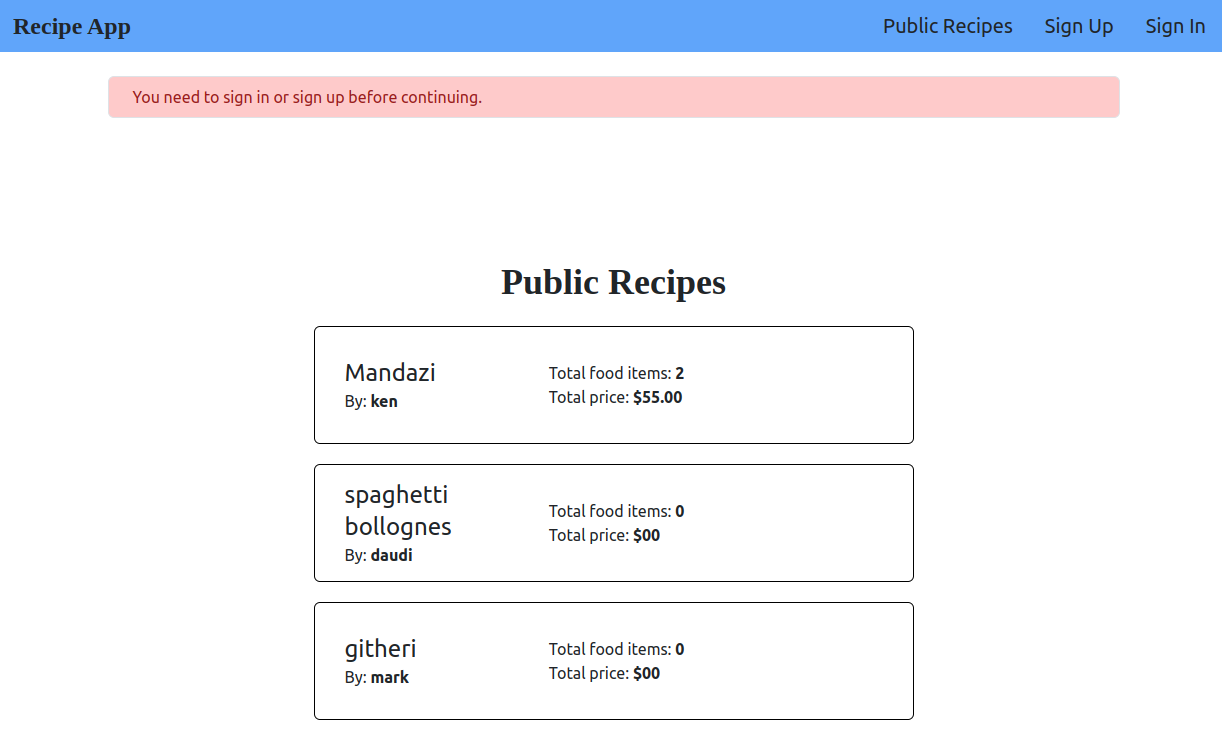 Recipe App
Public Recipes
Sign Up
Sign In
You need to sign in or sign up before continuing.
Public Recipes
Mandazi
By: ken
Total food items: 2
Total price: $55.00
spaghetti
bollognes
By: daudi
Total food items: 0
Total price: $00
githeri
By: mark
Total food items: 0
Total price: $00